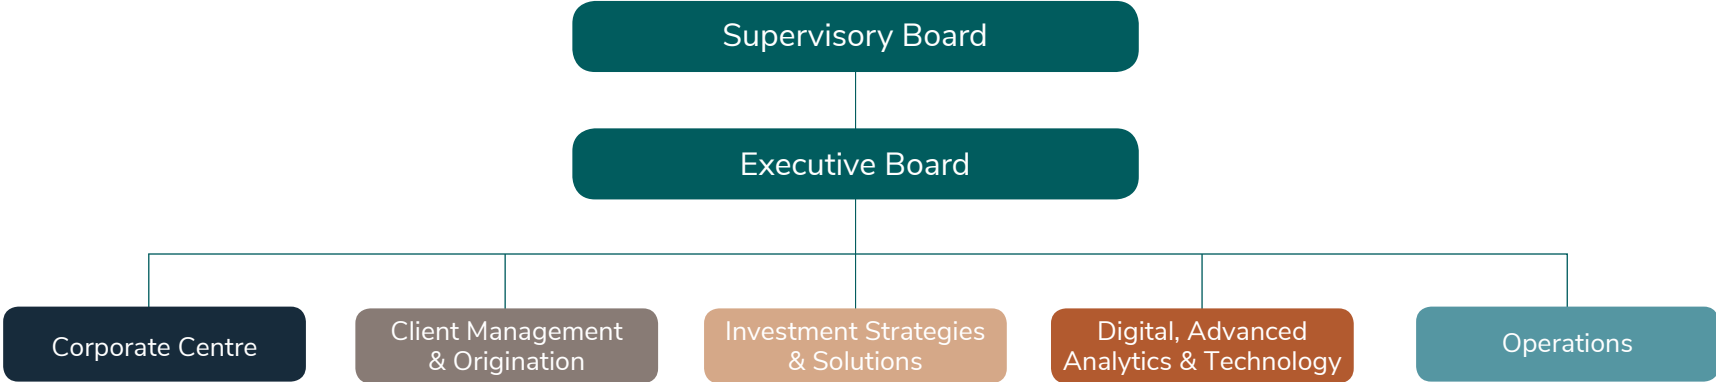 Supervisory Board
Executive Board
Corporate Centre
Client Management
& Origination
Investment Strategies
& Solutions
Digital, Advanced
Analytics & Technology
Operations